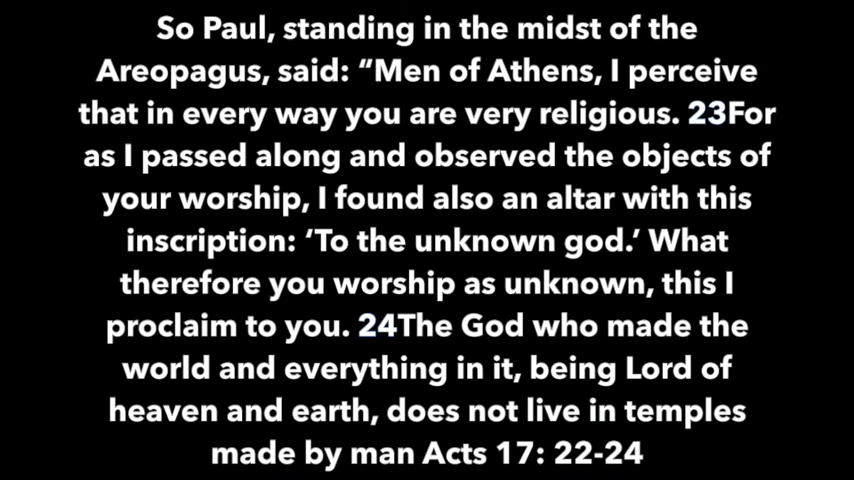 So Paul, standing in the midst of the
Areopagus, said: “Men of Athens, I perceive
that in every way you are very religious. 23For
as I passed along and observed the objects of
your worship, I found also an altar with this
inscription: ‘To the unknown god.’ What
therefore you worship as unknown, this I
proclaim to you. 24The God who made the
world and everything in it, being Lord of
heaven and earth, does not live in temples
made by man Acts 17: 22-24